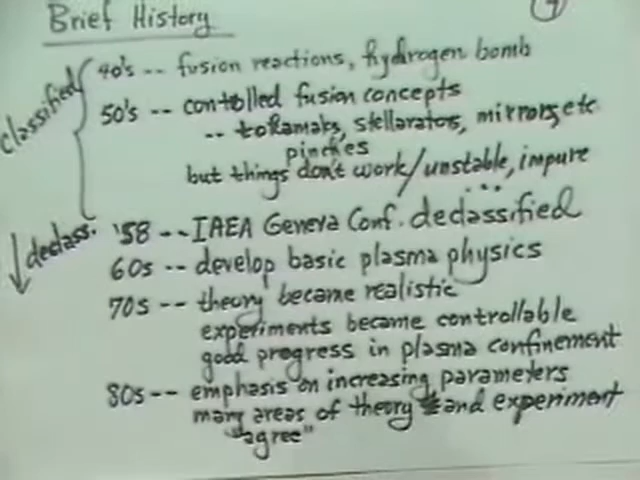 Brief History
4
classified
40's -- fusion reactions, hydrogen bomb
50's -- controlled fusion concepts
-- tokamaks, stellarators, mirrors, etc
pinches
but things don't work/unstable, impure
...
declass.
'58 -- IAEA Geneva Conf. declassified
60s -- develop basic plasma physics
70s -- theory became realistic
experiments became controllable
good progress in plasma confinement
80s -- emphasis on increasing parameters
many areas of theory and experiment
"agree"